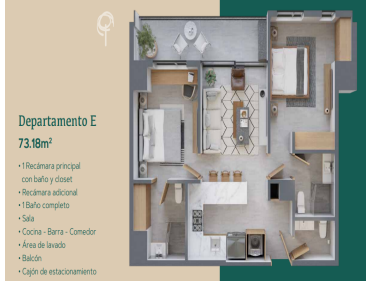 Departamento E
73.18m²
• 1 Recámara principal
con baño y closet
• Recámara adicional
• 1 Baño completo
• Sala
• Cocina - Barra - Comedor
• Área de lavado
• Balcón
• Cajón de estacionamiento